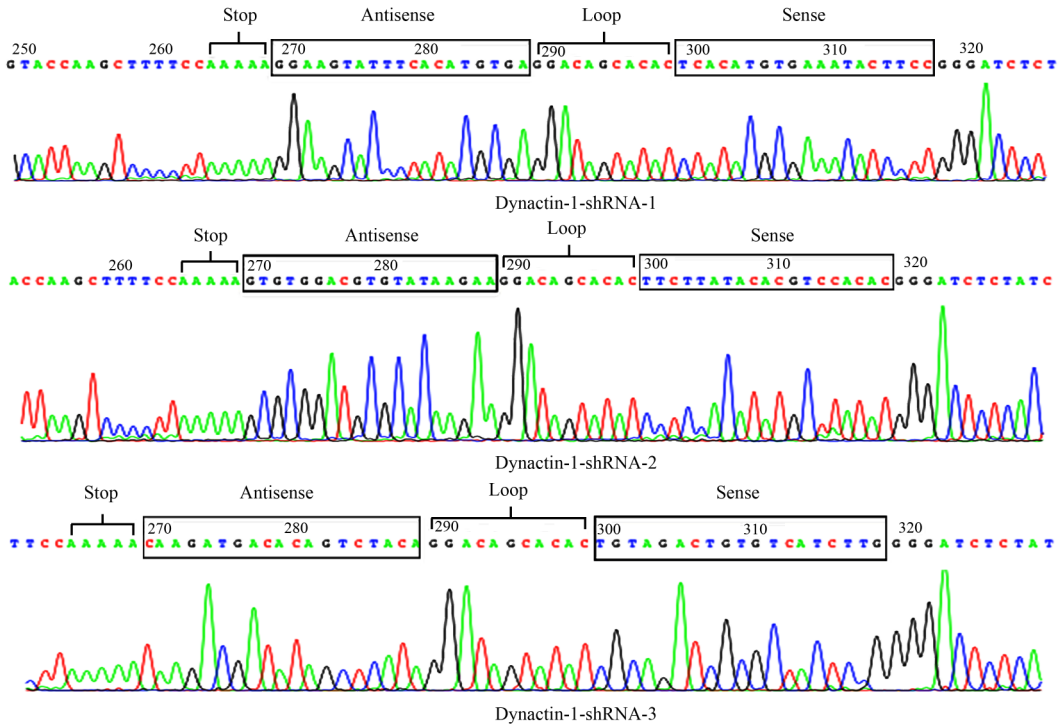 Stop Antisense Loop Sense
250 260 270 280 290 300 310 320
GTACCAAGCTTTTCCAAAAAGGAAGTATTTCACATGTGAGGACAGCACACTCACATGTGAAATACTTCCGGGATCTCT
Dynactin-1-shRNA-1
Stop Antisense Loop Sense
260 270 280 290 300 310 320
ACCAAGCTTTTCCAAAAAGTGTGGACGTGTATAAGAAGGACAGCACACTTCTTATACACGTCCACACGGGATCTCTATC
Dynactin-1-shRNA-2
Stop Antisense Loop Sense
270 280 290 300 310 320
TTCCAAAAACAAGATGACACAGTCTACAGGACAGCACACTGTAGACTGTGTCATCTTGGGGATCTCTAT
Dynactin-1-shRNA-3